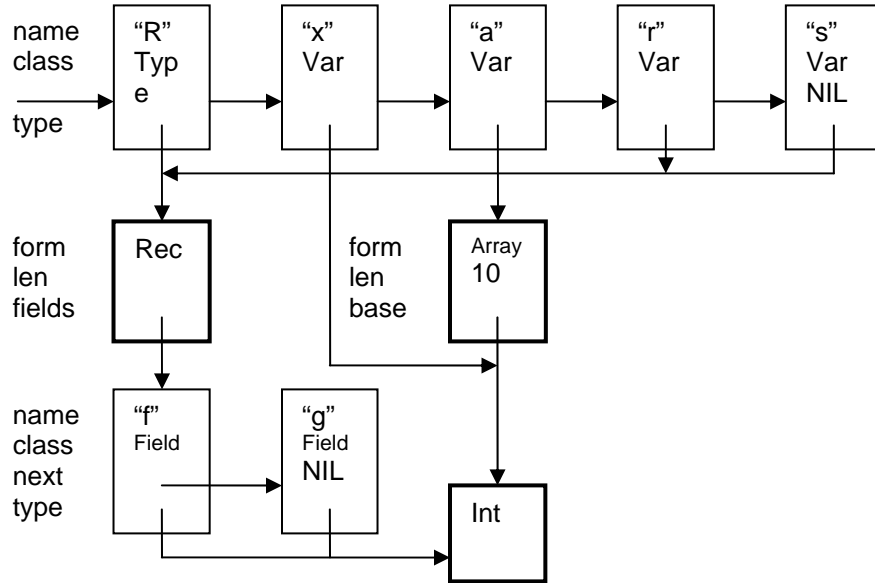 name
class
type
“R”
Typ
e
“x”
Var
“a”
Var
“r”
Var
“s”
Var
NIL
form
len
fields
Rec
form
len
base
Array
10
name
class
next
type
“f”
Field
“g”
Field
NIL
Int